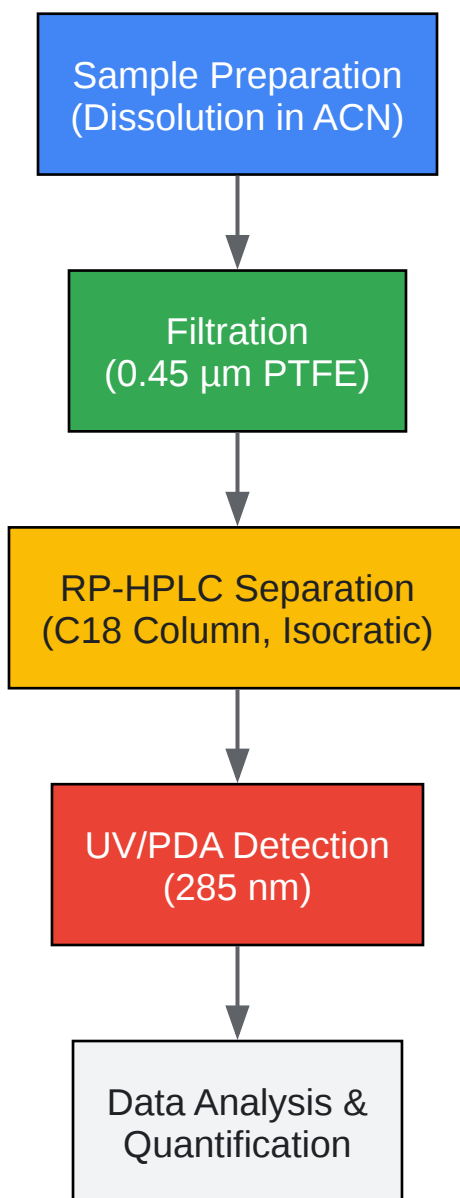 Sample Preparation
(Dissolution in ACN)
Filtration
(0.45 µm PTFE)
RP-HPLC Separation
(C18 Column, Isocratic)
UV/PDA Detection
(285 nm)
Data Analysis &
Quantification